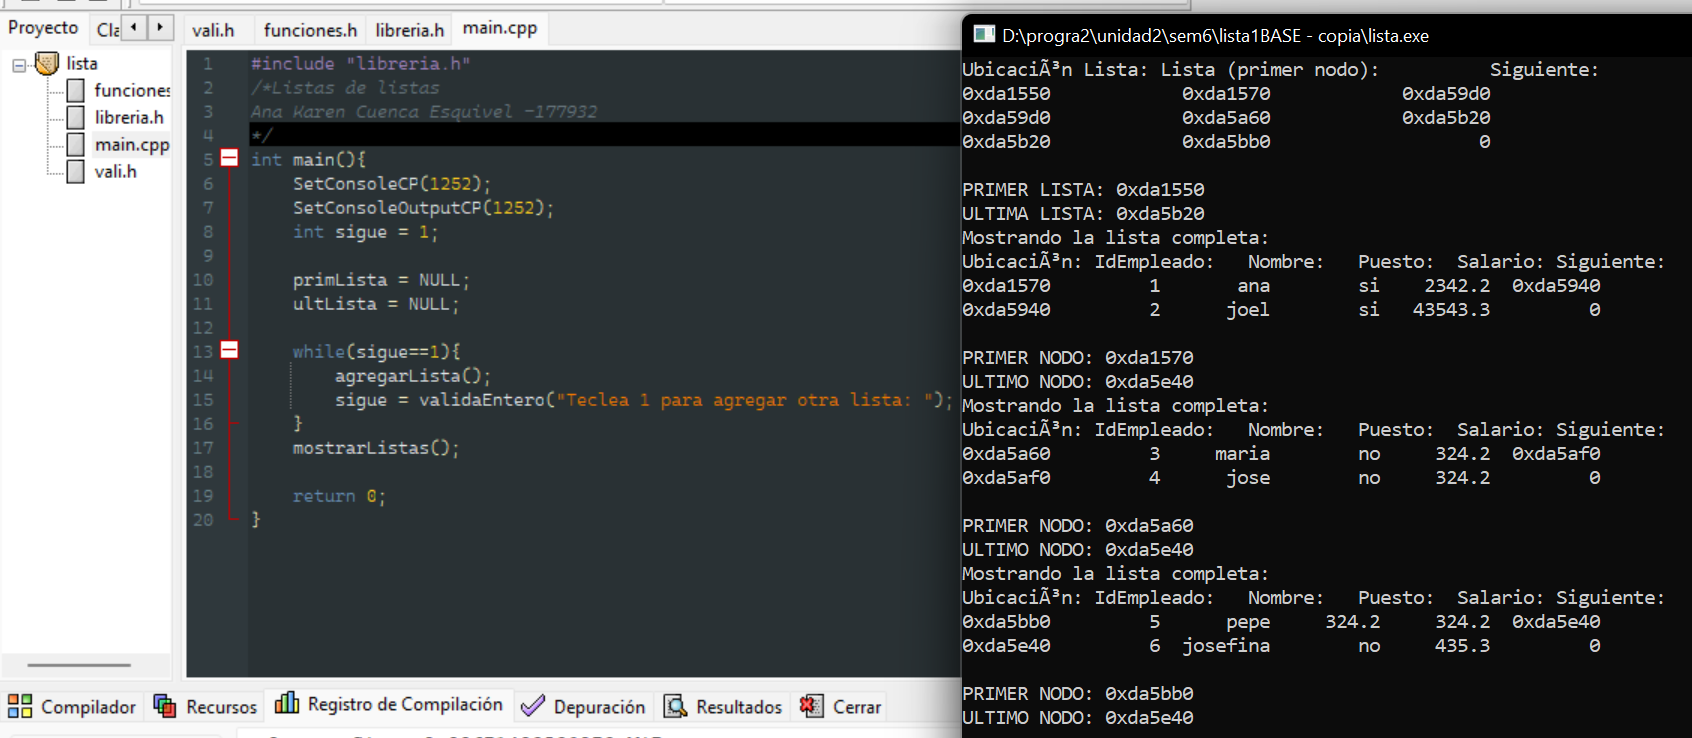 Proyecto
Cla
lista
funciones
libreria.h
main.cpp
vali.h
vali.h
funciones.h
libreria.h
main.cpp
1 #include "libreria.h"
2 /*Listas de listas
3 Ana Karen Cuenca Esquivel -177932
4 */
5 int main(){
6 SetConsoleCP(1252);
7 SetConsoleOutputCP(1252);
8 int sigue = 1;
9
10 primLista = NULL;
11 ultLista = NULL;
12
13 while(sigue==1){
14 agregarLista();
15 sigue = validaEntero("Teclea 1 para agregar otra lista: ");
16 }
17 mostrarListas();
18
19 return 0;
20 }
Compilador
Recursos
Registro de Compilación
Depuración
Resultados
Cerrar
D:\progra2\unidad2\sem6\lista1BASE - copia\lista.exe
UbicaciÃ³n Lista: Lista (primer nodo): Siguiente:
0xda1550 0xda1570 0xda59d0
0xda59d0 0xda5a60 0xda5b20
0xda5b20 0xda5bb0 0
PRIMER LISTA: 0xda1550
ULTIMA LISTA: 0xda5b20
Mostrando la lista completa:
UbicaciÃ³n: IdEmpleado: Nombre: Puesto: Salario: Siguiente:
0xda1570 1 ana si 2342.2 0xda5940
0xda5940 2 joel si 43543.3 0
PRIMER NODO: 0xda1570
ULTIMO NODO: 0xda5e40
Mostrando la lista completa:
UbicaciÃ³n: IdEmpleado: Nombre: Puesto: Salario: Siguiente:
0xda5a60 3 maria no 324.2 0xda5af0
0xda5af0 4 jose no 324.2 0
PRIMER NODO: 0xda5a60
ULTIMO NODO: 0xda5e40
Mostrando la lista completa:
UbicaciÃ³n: IdEmpleado: Nombre: Puesto: Salario: Siguiente:
0xda5bb0 5 pepe 324.2 324.2 0xda5e40
0xda5e40 6 josefina no 435.3 0
PRIMER NODO: 0xda5bb0
ULTIMO NODO: 0xda5e40